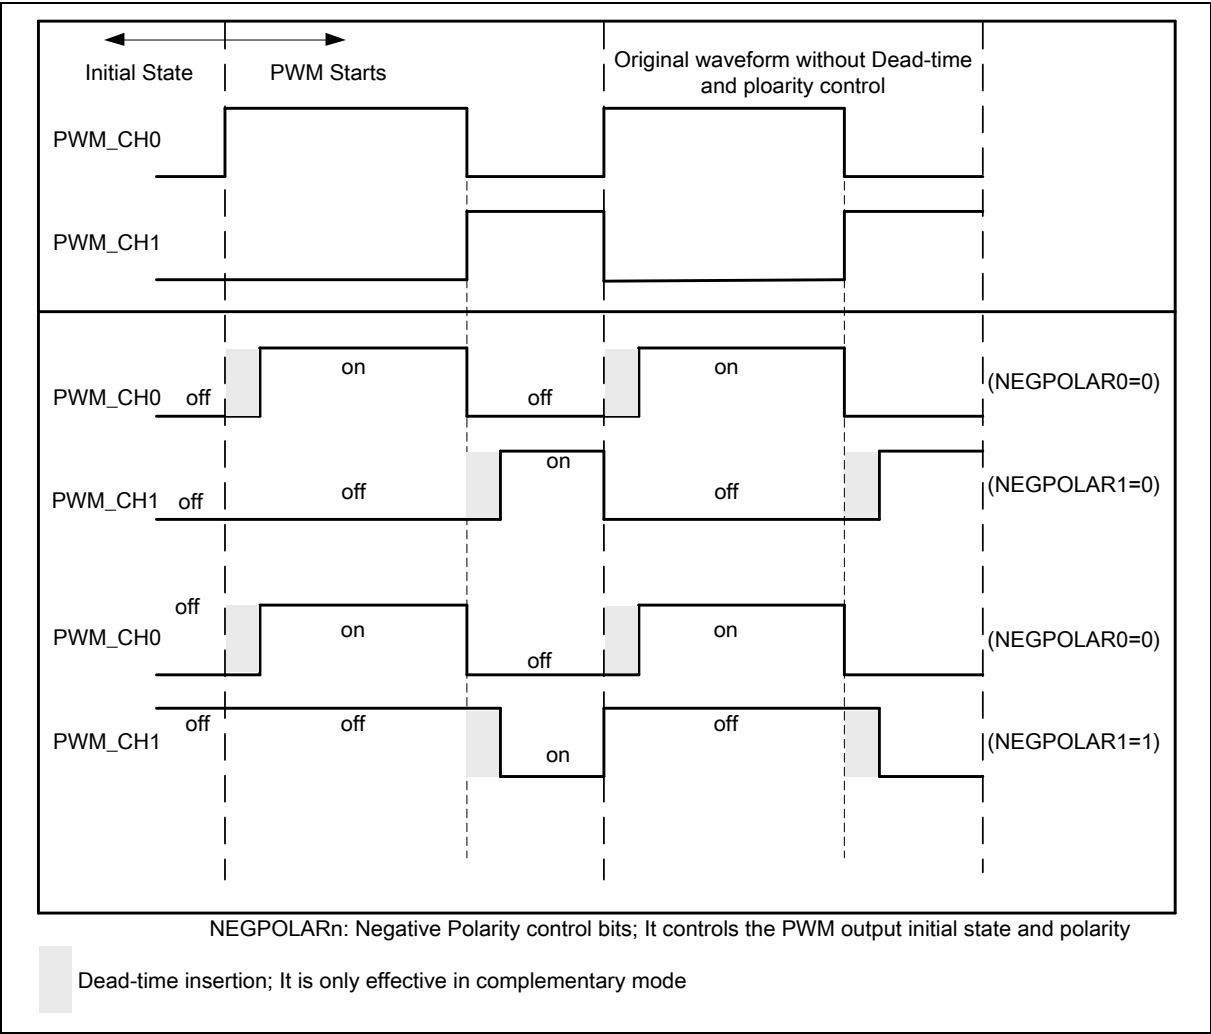 Initial State
PWM Starts
Original waveform without Dead-time
and ploarity control
PWM_CH0
PWM_CH1
on
on
(NEGPOLAR0=0)
PWM_CH0
off
off
on
PWM_CH1
off
off
off
(NEGPOLAR1=0)
off
PWM_CH0
on
off
on
(NEGPOLAR0=0)
PWM_CH1
off
off
on
off
(NEGPOLAR1=1)
NEGPOLARn: Negative Polarity control bits; It controls the PWM output initial state and polarity
Dead-time insertion; It is only effective in complementary mode